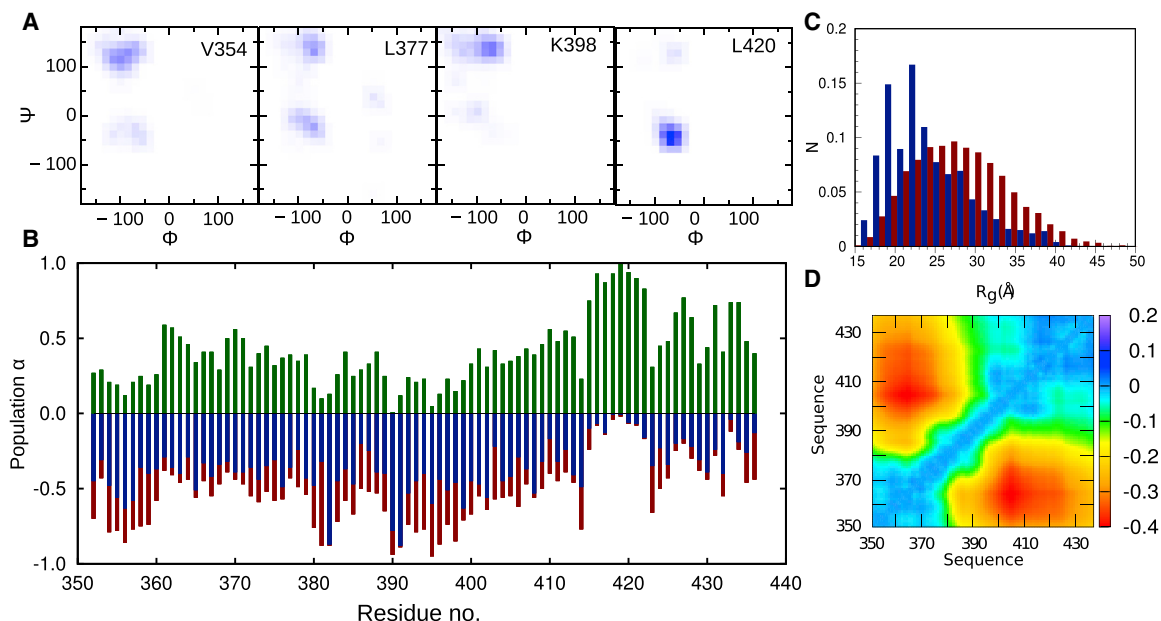 A
V354
L377
K398
L420
Ψ
100
0
− 100
− 100 0 100
− 100 0 100
− 100 0 100
− 100 0 100
Φ Φ Φ Φ
B
1.0
0.5
0.0
-0.5
-1.0
Population α
350 360 370 380 390 400 410 420 430 440
Residue no.
C
0.2
0.15
0.1
0.05
0
N
15 20 25 30 35 40 45 50
Rg(Å)
D
430
410
390
370
350
Sequence
350 370 390 410 430
Sequence
0.2
0.1
0
-0.1
-0.2
-0.3
-0.4